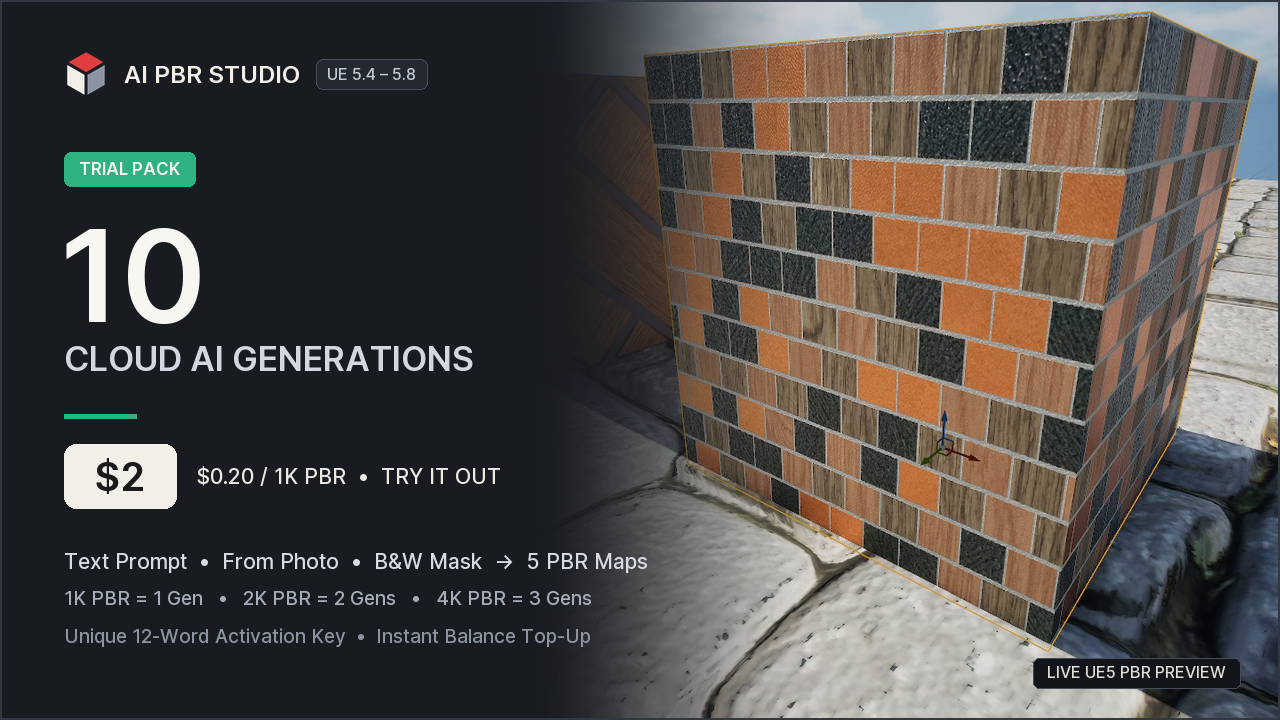 AI PBR STUDIO UE 5.4 – 5.8
TRIAL PACK
10
CLOUD AI GENERATIONS
$2 $0.20 / 1K PBR • TRY IT OUT
Text Prompt • From Photo • B&W Mask → 5 PBR Maps
1K PBR = 1 Gen • 2K PBR = 2 Gens • 4K PBR = 3 Gens
Unique 12-Word Activation Key • Instant Balance Top-Up
LIVE UE5 PBR PREVIEW